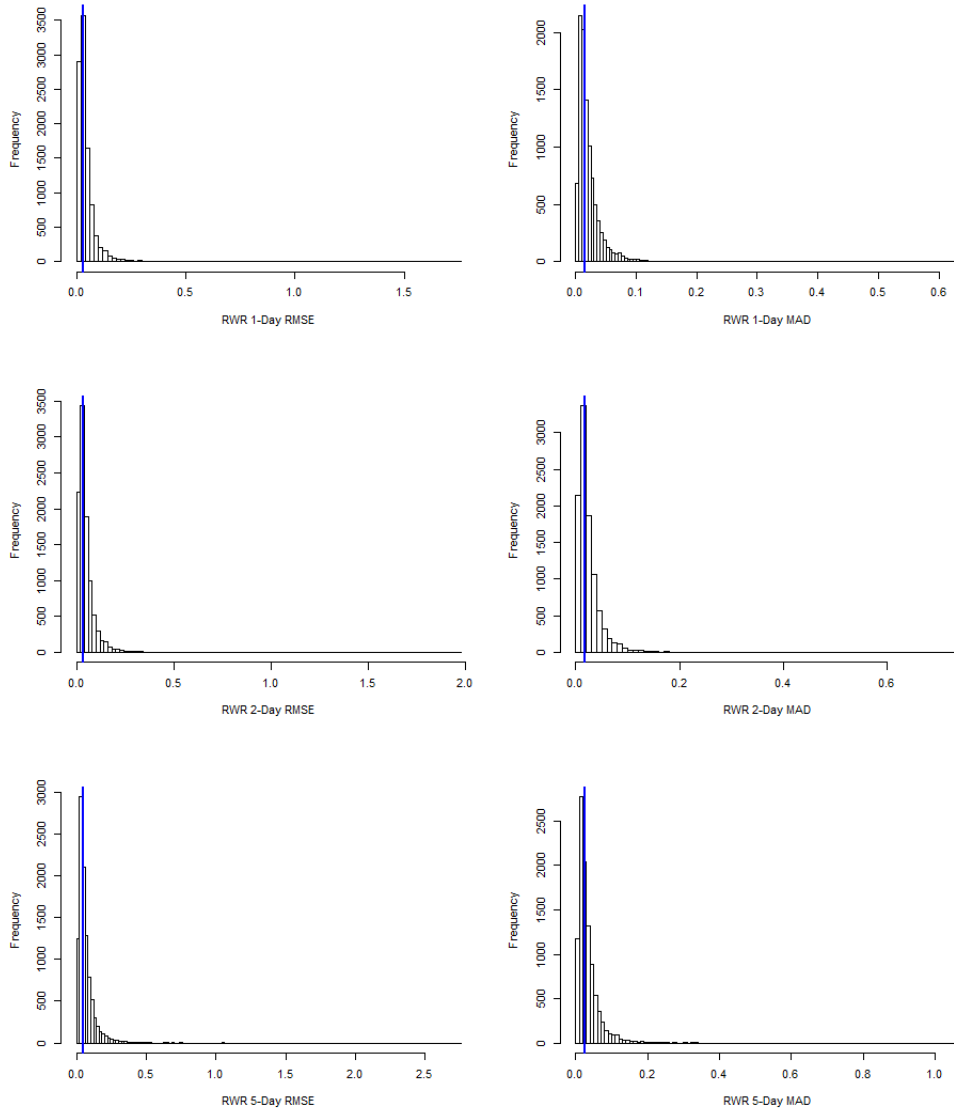 Frequency
0 500 1000 1500 2000 2500 3000 3500
0.0 0.5 1.0 1.5
RWR 1-Day RMSE
Frequency
0 500 1000 1500 2000
0.0 0.1 0.2 0.3 0.4 0.5 0.6
RWR 1-Day MAD
Frequency
0 500 1000 1500 2000 2500 3000 3500
0.0 0.5 1.0 1.5 2.0
RWR 2-Day RMSE
Frequency
0 500 1000 1500 2000 2500 3000
0.0 0.2 0.4 0.6
RWR 2-Day MAD
Frequency
0 500 1000 1500 2000 2500 3000
0.0 0.5 1.0 1.5 2.0 2.5
RWR 5-Day RMSE
Frequency
0 500 1000 1500 2000 2500
0.0 0.2 0.4 0.6 0.8 1.0
RWR 5-Day MAD